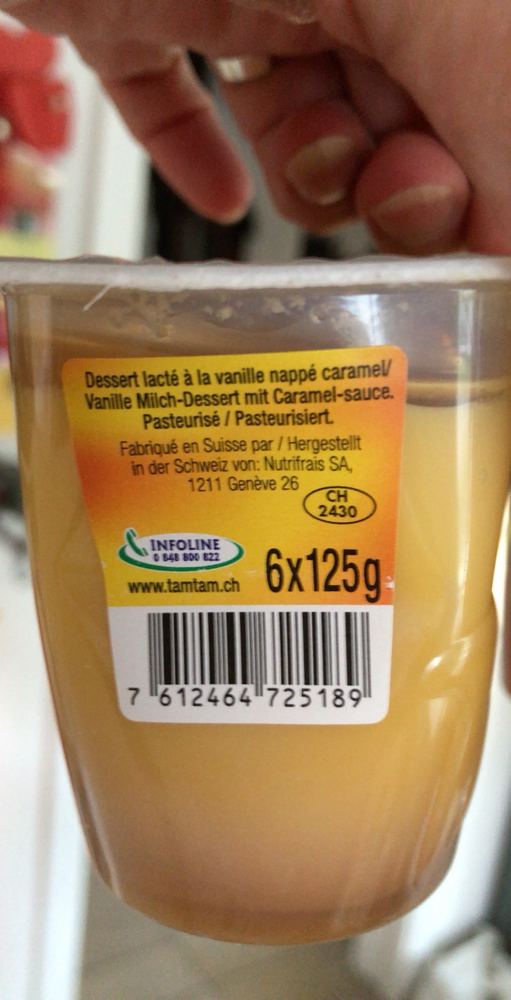 Dessert lacté à la vanille nappé caramel/
Vanille Milch-Dessert mit Caramel-sauce.
Pasteurisé / Pasteurisiert.
Fabriqué en Suisse par / Hergestellt
in der Schweiz von: Nutrifrais SA,
1211 Genève 26
CH
2430
INFOLINE
0 848 800 822
www.tamtam.ch
6x125g
7 612464 725189